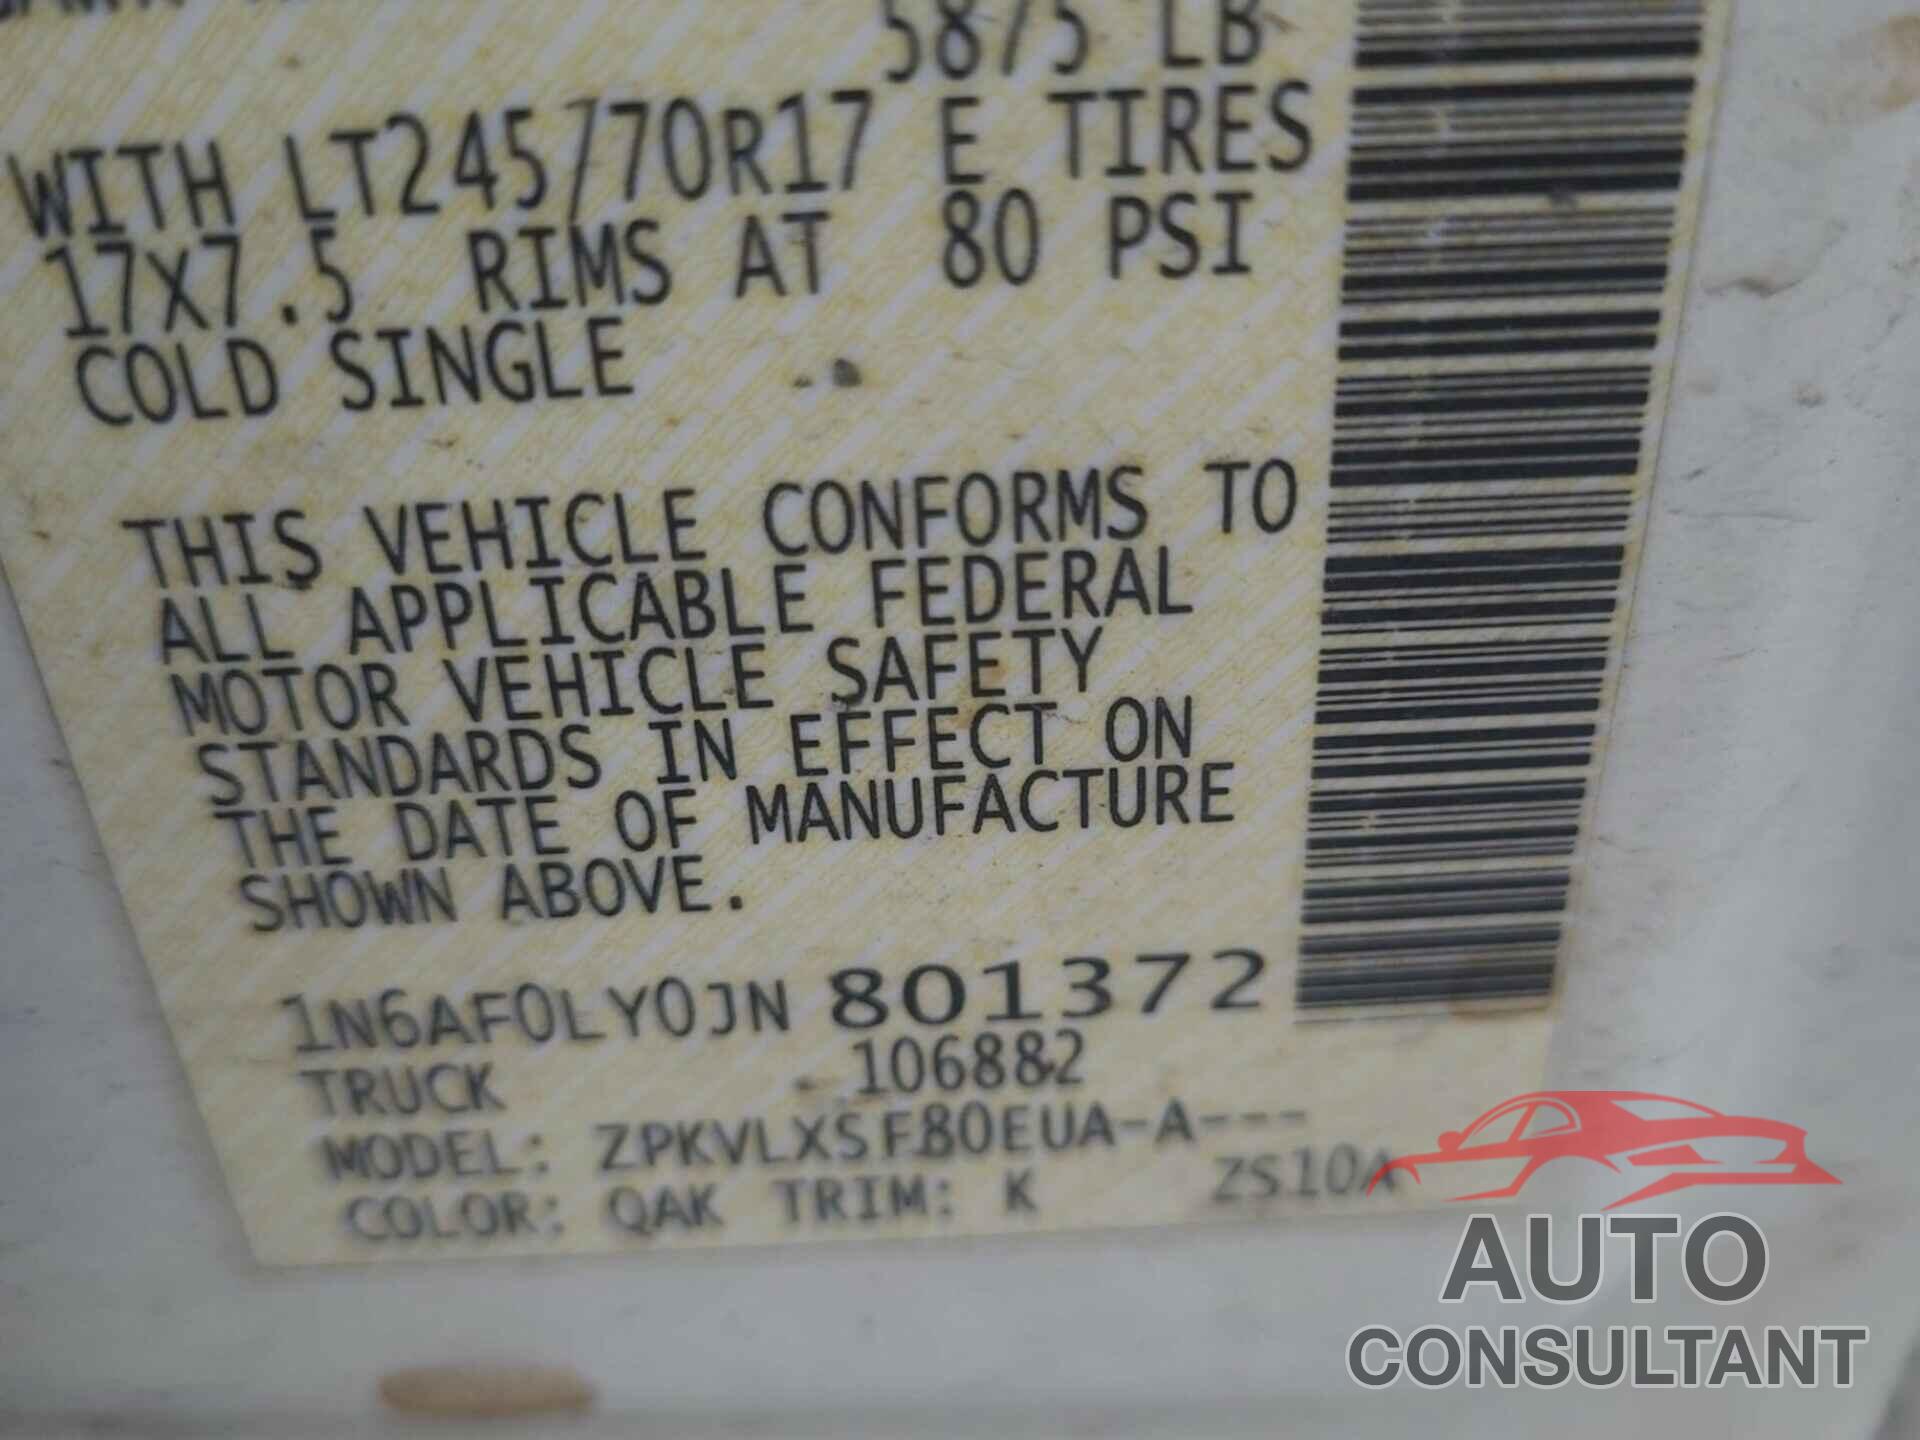 5875 LB
WITH LT245/70R17 E TIRES
17X7.5 RIMS AT 80 PSI
COLD SINGLE
THIS VEHICLE CONFORMS TO
ALL APPLICABLE FEDERAL
MOTOR VEHICLE SAFETY
STANDARDS IN EFFECT ON
THE DATE OF MANUFACTURE
SHOWN ABOVE.
1N6AF0LY0JN801372
TRUCK 106882
MODEL: ZPKVLXSF80EUA-A---
COLOR: QAK TRIM: K ZS10A
AUTO
CONSULTANT